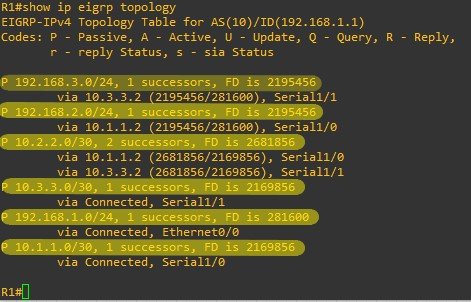 R1#show ip eigrp topology
EIGRP-IPv4 Topology Table for AS(10)/ID(192.168.1.1)
Codes: P - Passive, A - Active, U - Update, Q - Query, R - Reply,
r - reply Status, s - sia Status
P 192.168.3.0/24, 1 successors, FD is 2195456
via 10.3.3.2 (2195456/281600), Serial1/1
P 192.168.2.0/24, 1 successors, FD is 2195456
via 10.1.1.2 (2195456/281600), Serial1/0
P 10.2.2.0/30, 2 successors, FD is 2681856
via 10.1.1.2 (2681856/2169856), Serial1/0
via 10.3.3.2 (2681856/2169856), Serial1/1
P 10.3.3.0/30, 1 successors, FD is 2169856
via Connected, Serial1/1
P 192.168.1.0/24, 1 successors, FD is 281600
via Connected, Ethernet0/0
P 10.1.1.0/30, 1 successors, FD is 2169856
via Connected, Serial1/0
R1#